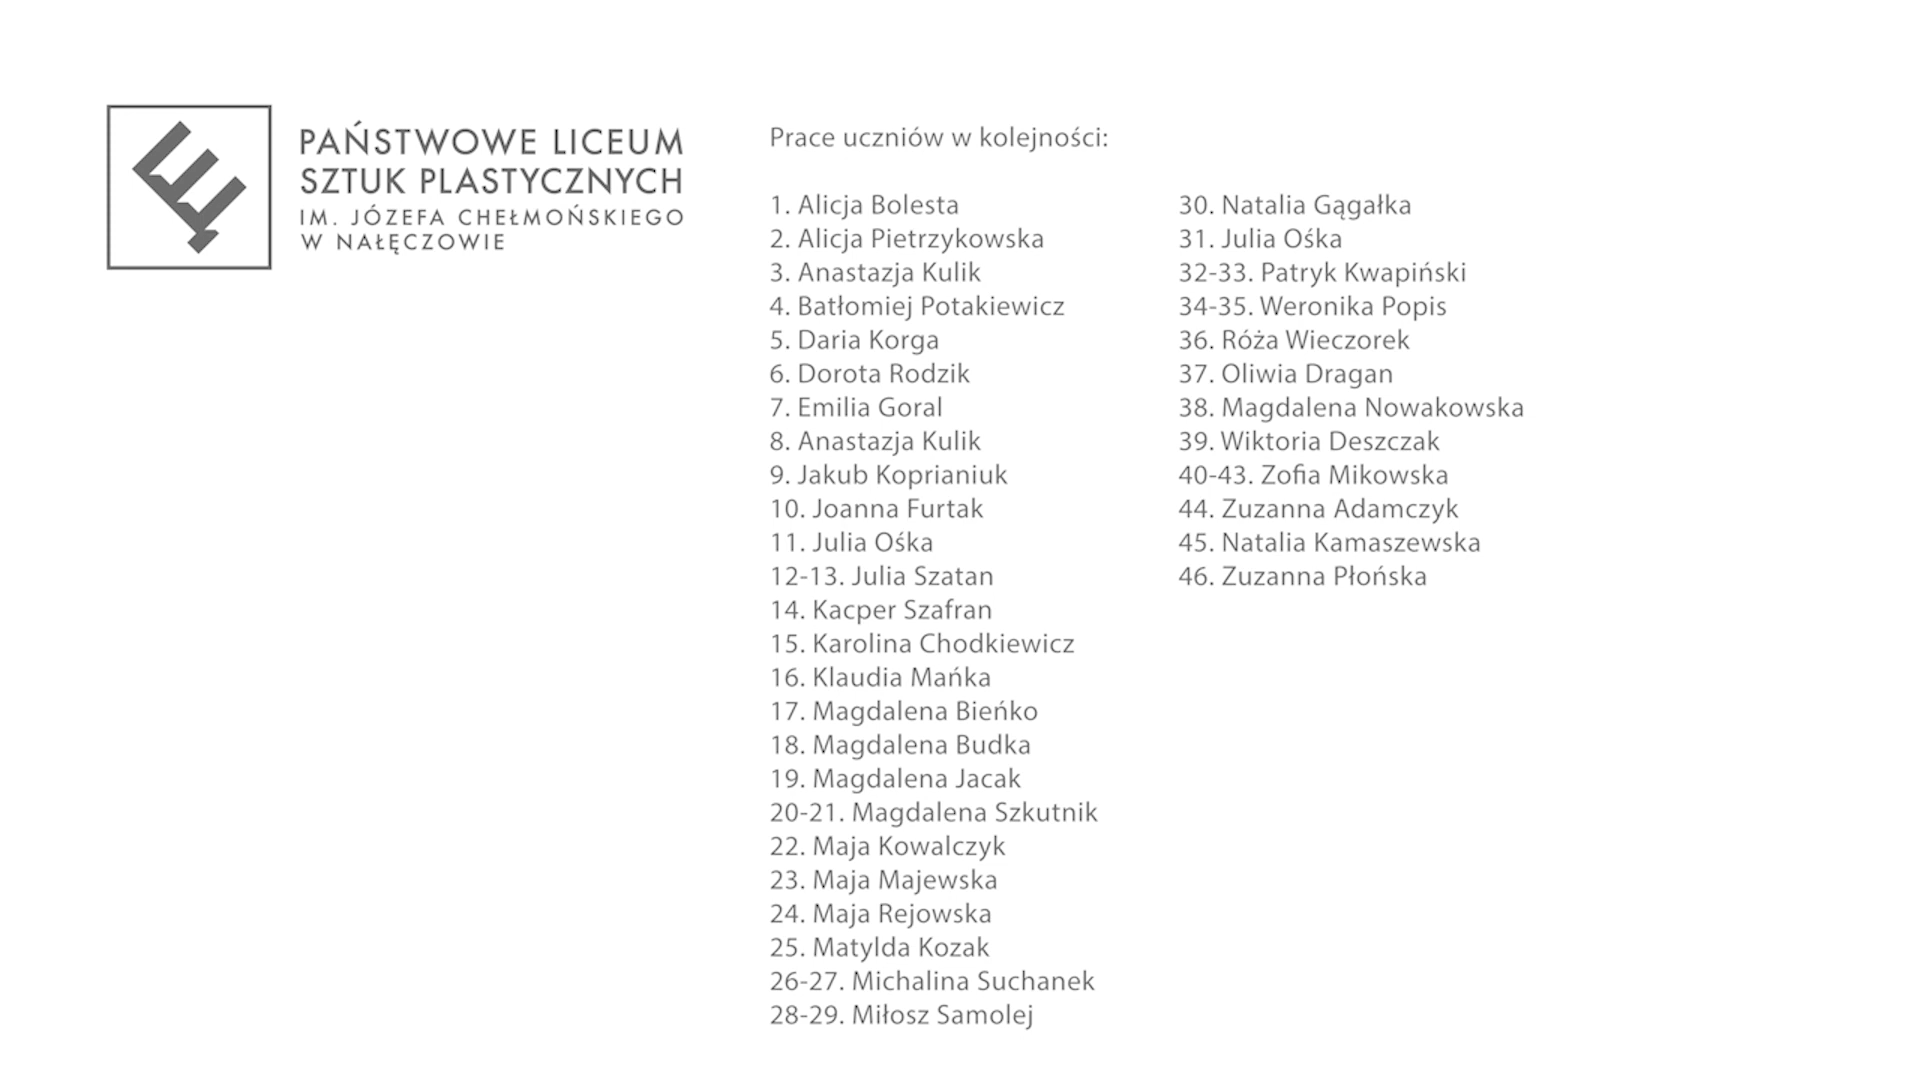 PAŃSTWOWE LICEUM
SZTUK PLASTYCZNYCH
IM. JÓZEFA CHEŁMOŃSKIEGO
W NAŁĘCZOWIE
Prace uczniów w kolejności:
1. Alicja Bolesta
2. Alicja Pietrzykowska
3. Anastazja Kulik
4. Batłomiej Potakiewicz
5. Daria Korga
6. Dorota Rodzik
7. Emilia Goral
8. Anastazja Kulik
9. Jakub Koprianiuk
10. Joanna Furtak
11. Julia Ośka
12-13. Julia Szatan
14. Kacper Szafran
15. Karolina Chodkiewicz
16. Klaudia Mańka
17. Magdalena Bieńko
18. Magdalena Budka
19. Magdalena Jacak
20-21. Magdalena Szkutnik
22. Maja Kowalczyk
23. Maja Majewska
24. Maja Rejowska
25. Matylda Kozak
26-27. Michalina Suchanek
28-29. Miłosz Samolej
30. Natalia Gągałka
31. Julia Ośka
32-33. Patryk Kwapiński
34-35. Weronika Popis
36. Róża Wieczorek
37. Oliwia Dragan
38. Magdalena Nowakowska
39. Wiktoria Deszczak
40-43. Zofia Mikowska
44. Zuzanna Adamczyk
45. Natalia Kamaszewska
46. Zuzanna Płońska